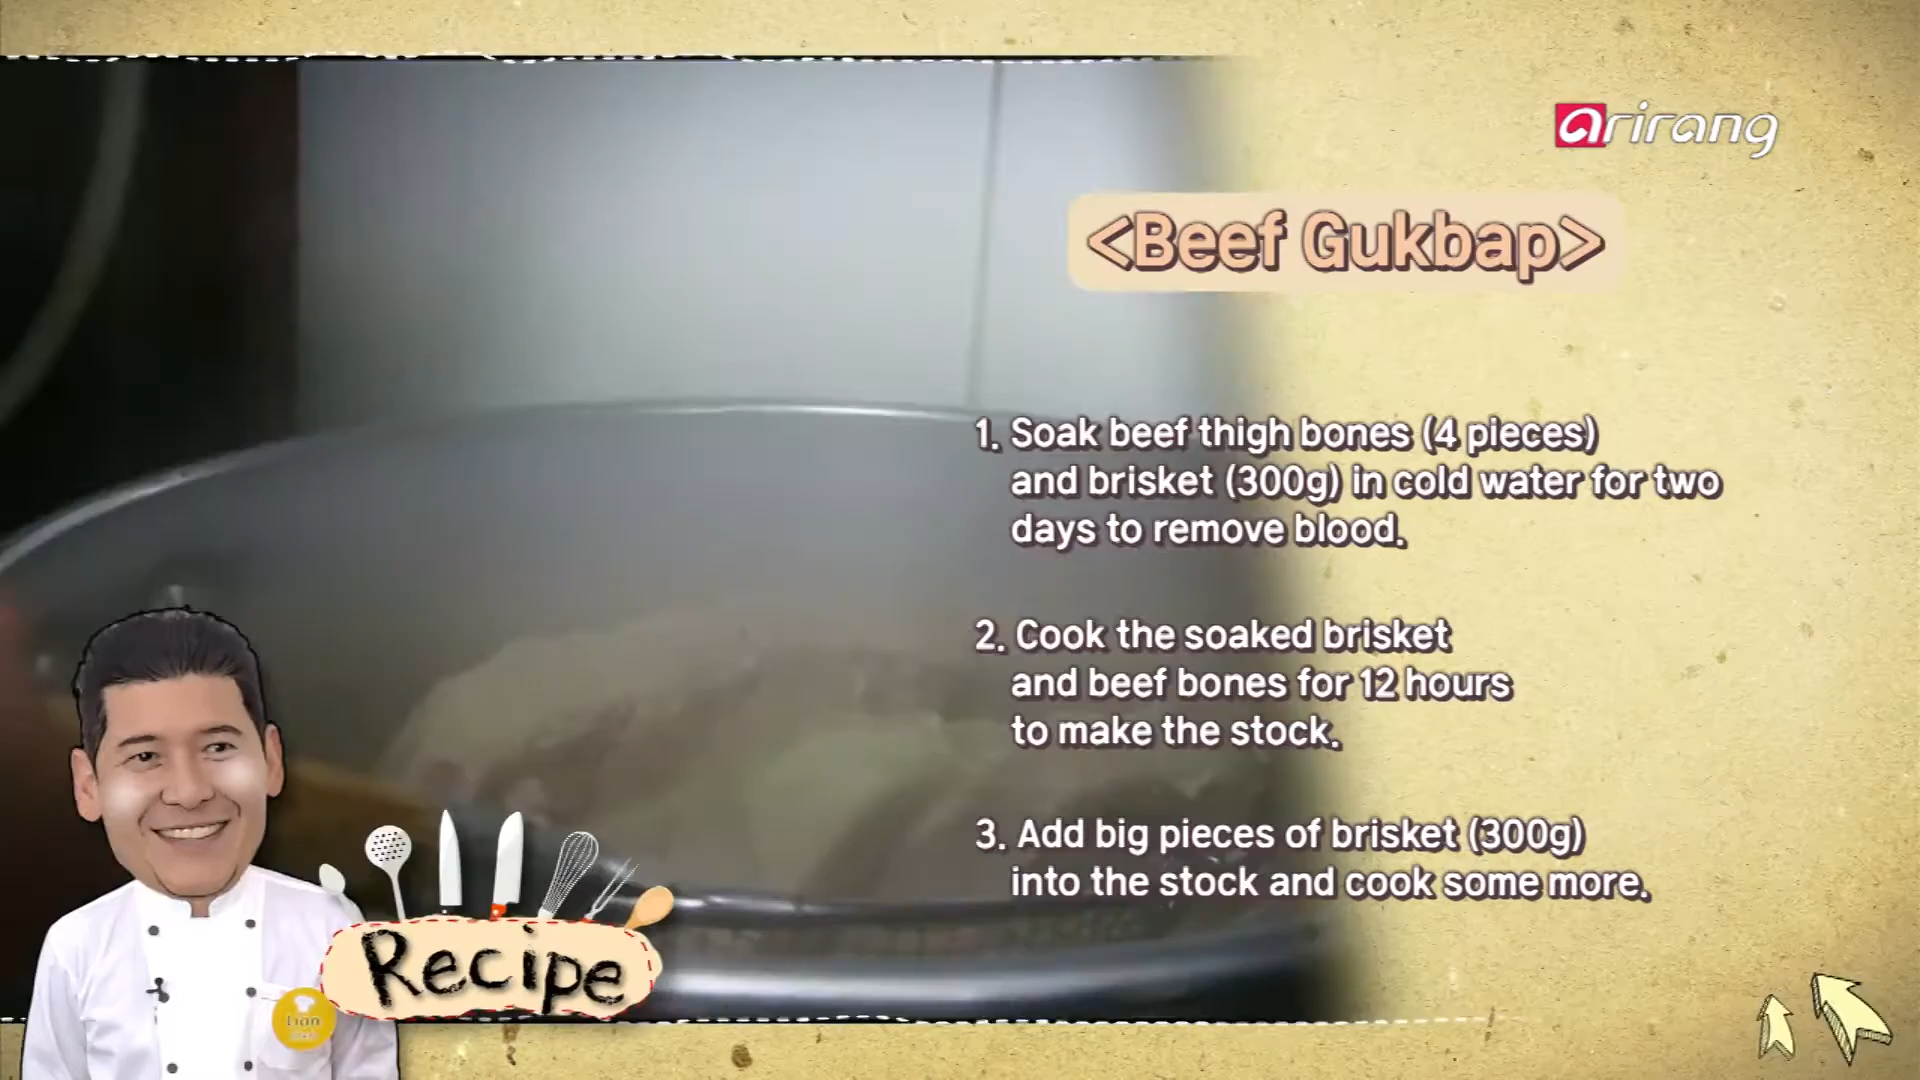 arirang
<Beef Gukbap>
1. Soak beef thigh bones (4 pieces)
and brisket (300g) in cold water for two
days to remove blood.
2. Cook the soaked brisket
and beef bones for 12 hours
to make the stock.
3. Add big pieces of brisket (300g)
into the stock and cook some more.
Recipe
Lian